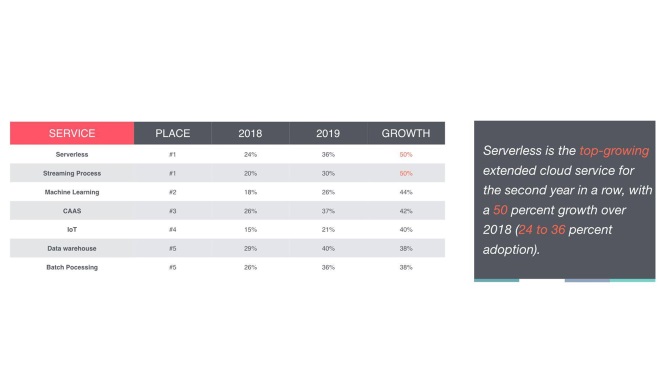 SERVICE PLACE 2018 2019 GROWTH
Serverless #1 24% 36% 50%
Streaming Process #1 20% 30% 50%
Machine Learning #2 18% 26% 44%
CAAS #3 26% 37% 42%
IoT #4 15% 21% 40%
Data warehouse #5 29% 40% 38%
Batch Pocessing #5 26% 36% 38%
Serverless is the top-growing
extended cloud service for
the second year in a row, with
a 50 percent growth over
2018 (24 to 36 percent
adoption).